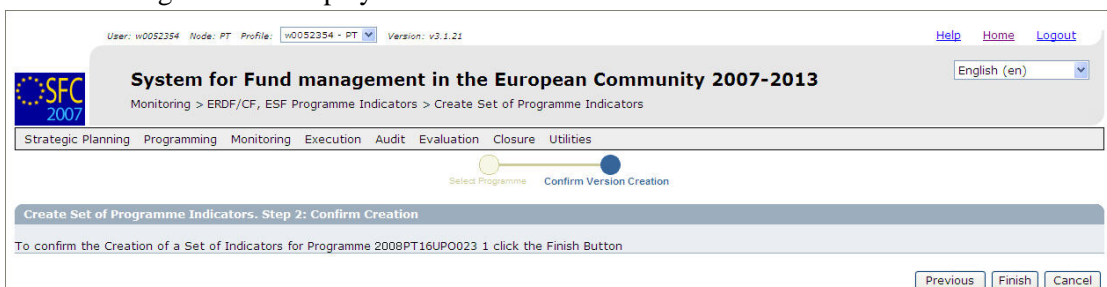 User: w0052354 Node: PT Profile: w0052354 - PT Version: v3.1.21
Help Home Logout
English (en)
SFC
2007
System for Fund management in the European Community 2007-2013
Monitoring > ERDF/CF, ESF Programme Indicators > Create Set of Programme Indicators
Strategic Planning Programming Monitoring Execution Audit Evaluation Closure Utilities
Select Programme Confirm Version Creation
Create Set of Programme Indicators. Step 2: Confirm Creation
To confirm the Creation of a Set of Indicators for Programme 2008PT16UPO023 1 click the Finish Button
Previous Finish Cancel